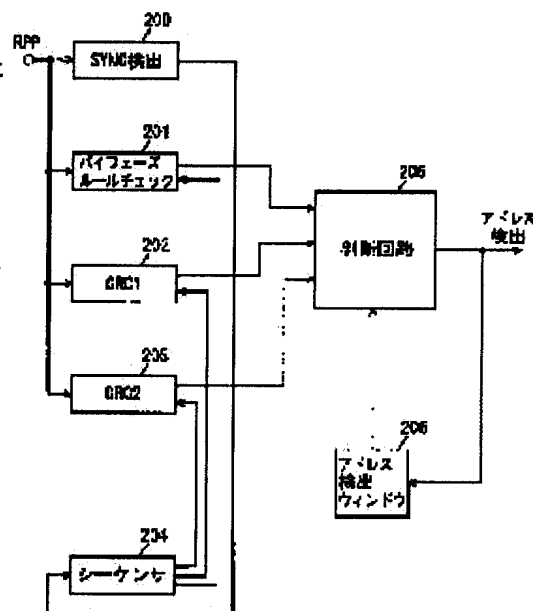 RPP
200
SYNC検出
201
バイフェーズ
ルールチェック
202
CRC1
203
CRC2
204
シーケンサ
205
判断回路
アドレス
検出
206
アドレス
検出
ウィンドウ